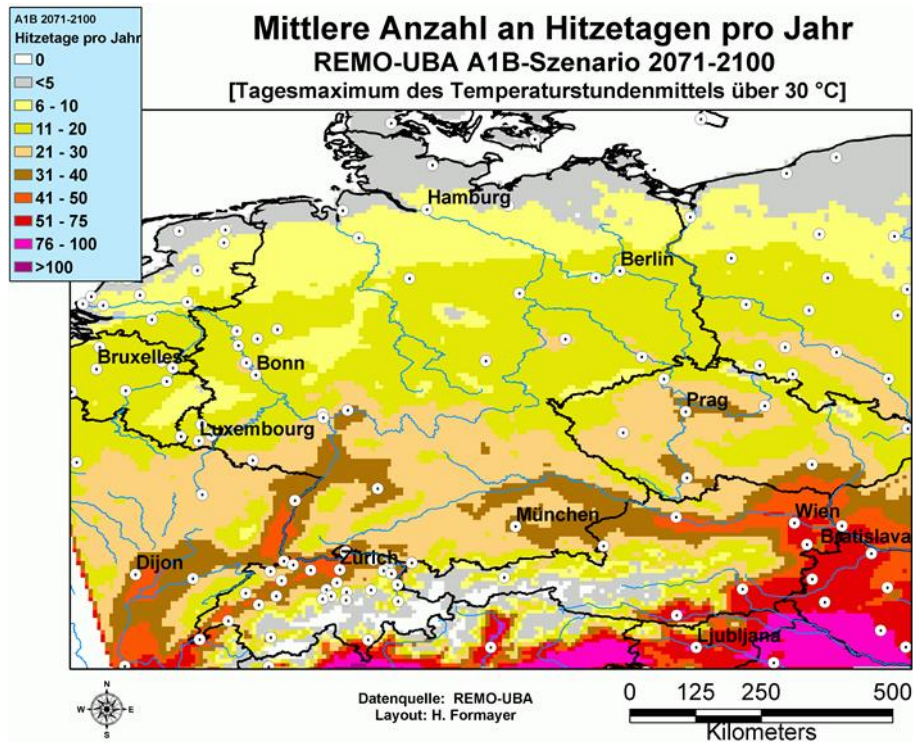 A1B 2071-2100
Hitzetage pro Jahr
0
<5
6 - 10
11 - 20
21 - 30
31 - 40
41 - 50
51 - 75
76 - 100
>100
Mittlere Anzahl an Hitzetagen pro Jahr
REMO-UBA A1B-Szenario 2071-2100
[Tagesmaximum des Temperaturstundenmittels über 30 °C]
Hamburg
Berlin
Bruxelles
Bonn
Prag
Luxembourg
München
Wien
Bratislava
Dijon
Zürich
Ljubljana
N
W E
S
Datenquelle: REMO-UBA
Layout: H. Formayer
0 125 250 500
Kilometers